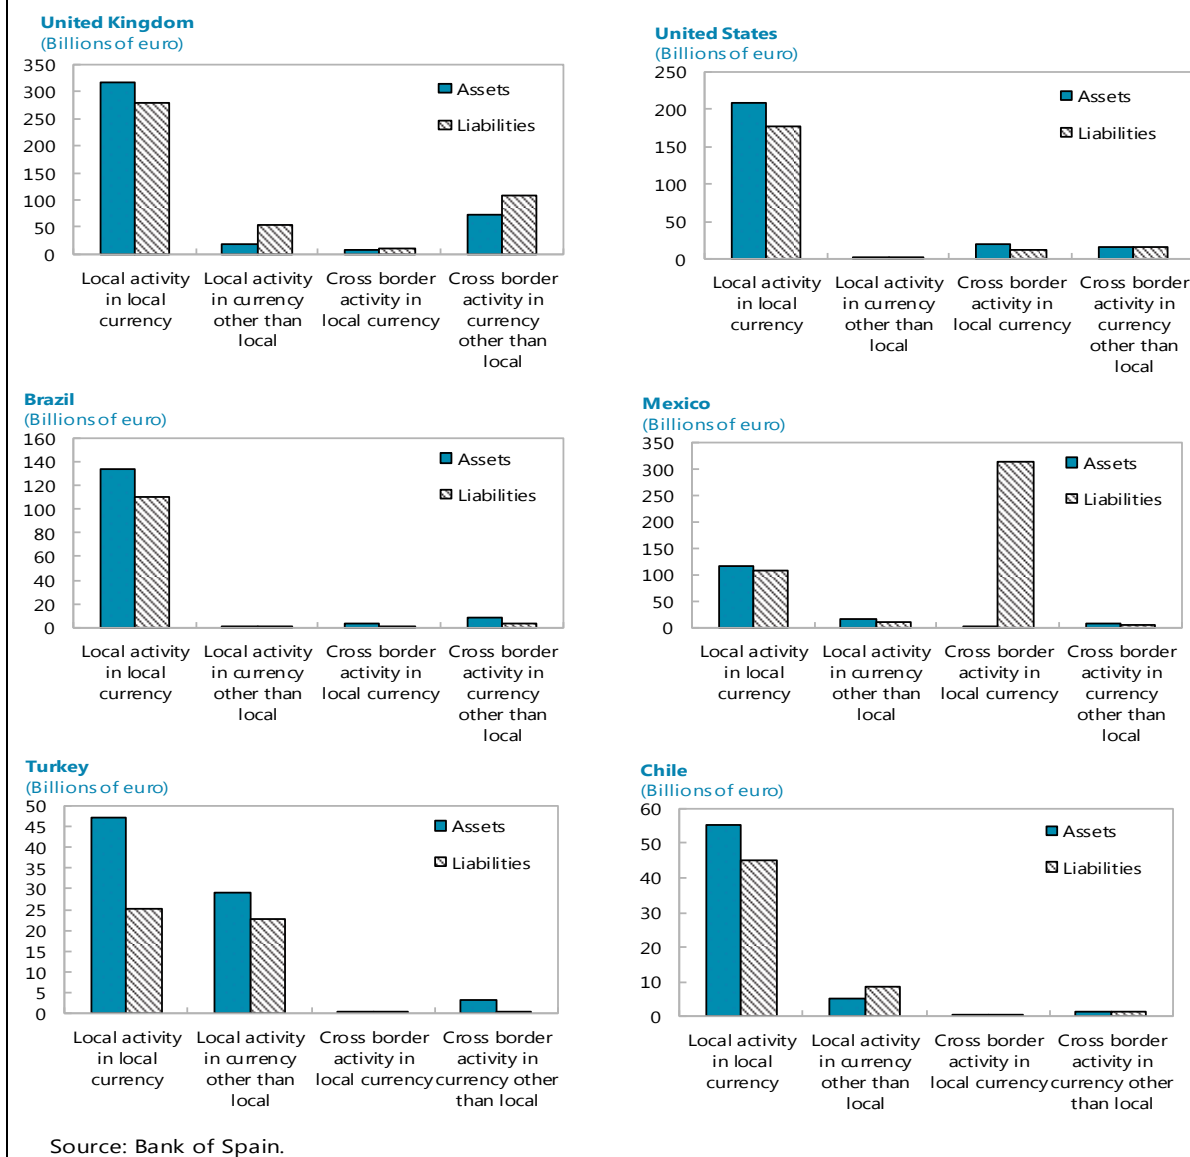 United Kingdom
(Billions of euro)
350
300
250
200
150
100
50
0
Assets
Liabilities
Local activity
in local
currency
Local activity
in currency
other than
local
Cross border
activity in
local currency
Cross border
activity in
currency
other than
local
United States
(Billions of euro)
250
200
150
100
50
0
Assets
Liabilities
Local activity
in local
currency
Local activity
in currency
other than
local
Cross border
activity in
local currency
Cross border
activity in
currency
other than
local
Brazil
(Billions of euro)
160
140
120
100
80
60
40
20
0
Assets
Liabilities
Local activity
in local
currency
Local activity
in currency
other than
local
Cross border
activity in
local currency
Cross border
activity in
currency
other than
local
Mexico
(Billions of euro)
350
300
250
200
150
100
50
0
Assets
Liabilities
Local activity
in local
currency
Local activity
in currency
other than
local
Cross border
activity in
local currency
Cross border
activity in
currency
other than
local
Turkey
(Billions of euro)
50
45
40
35
30
25
20
15
10
5
0
Assets
Liabilities
Local activity
in local
currency
Local activity
in currency
other than
local
Cross border
activity in
local currency
Cross border
activity in
currency other
than local
Chile
(Billions of euro)
60
50
40
30
20
10
0
Assets
Liabilities
Local activity
in local
currency
Local activity
in currency
other than
local
Cross border
activity in
local currency
Cross border
activity in
currency other
than local
Source: Bank of Spain.